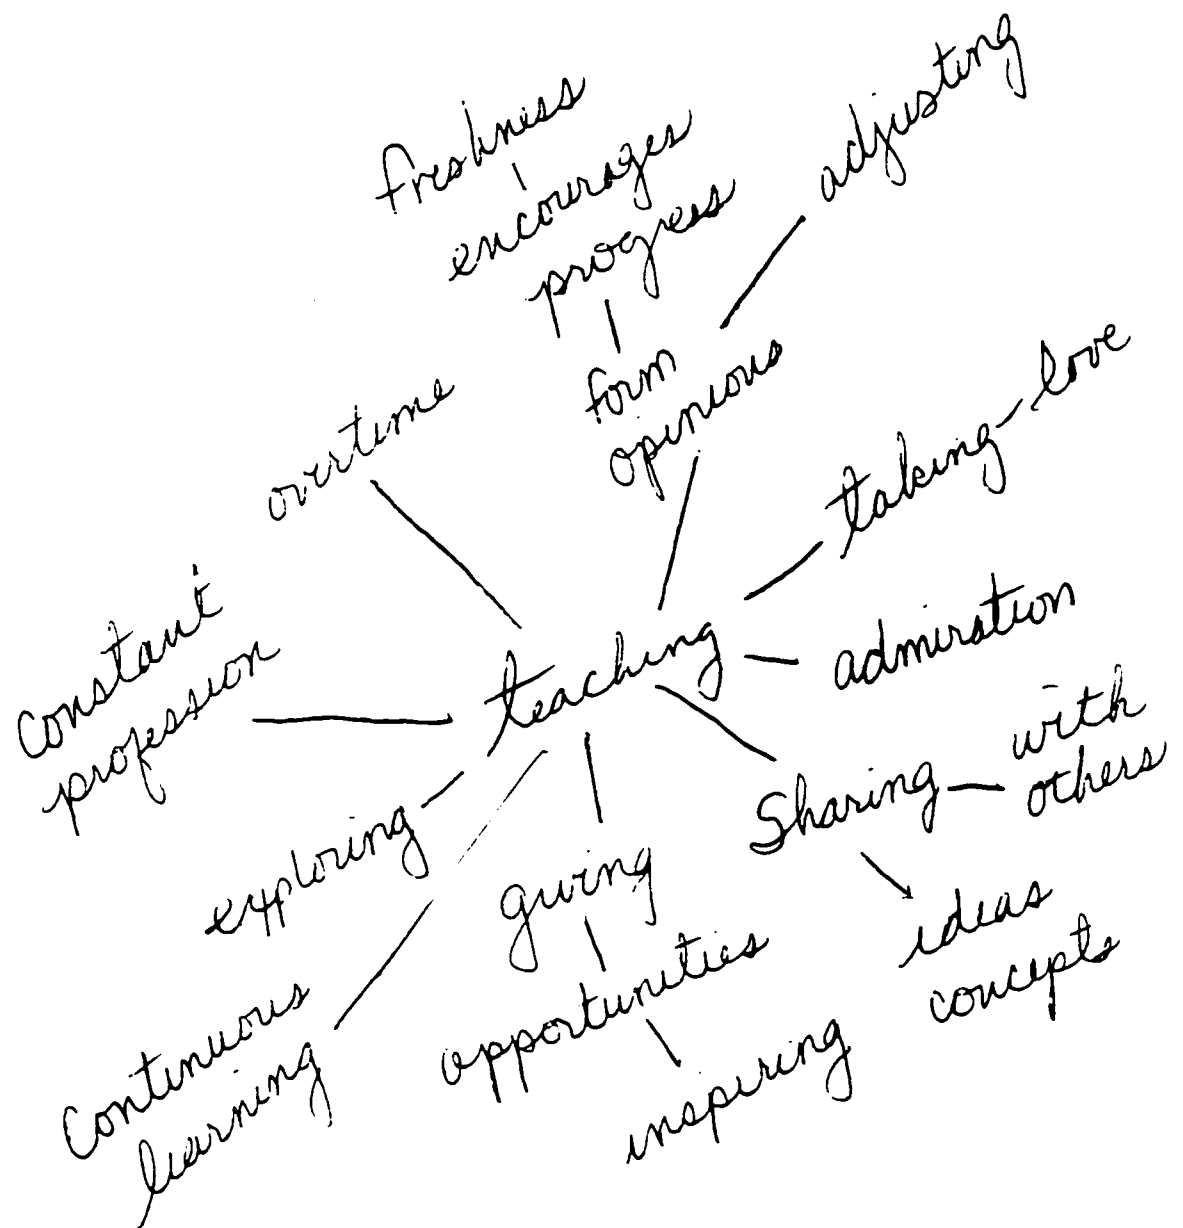 freshness
encourages
progress
adjusting
form
opinions
overtime
taking-love
constant
profession
teaching
admiration
with
others
Sharing
exploring
giving
ideas
concepts
opportunities
continuous
learning
inspiring